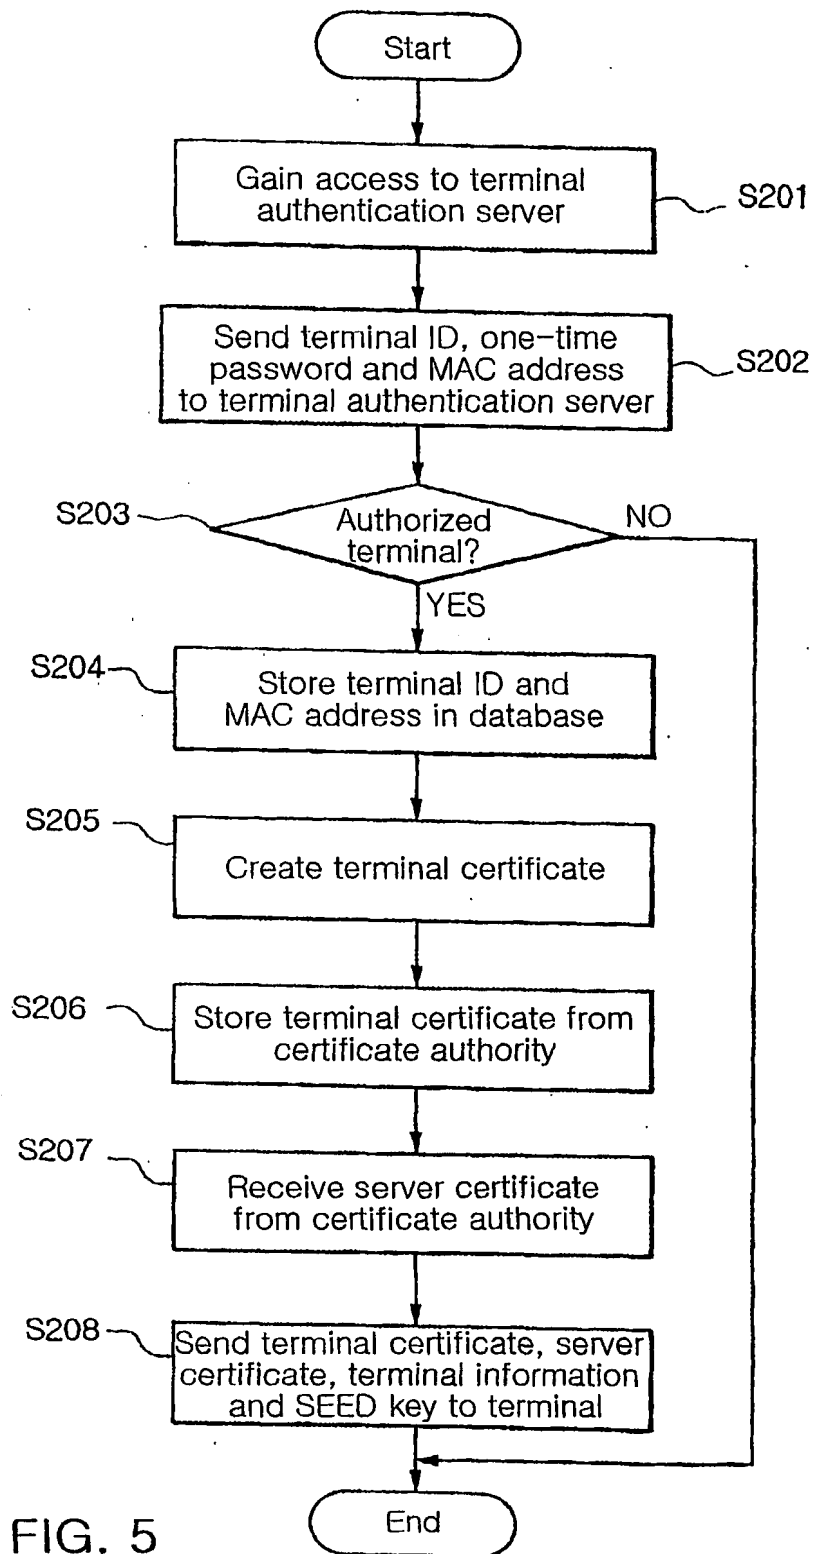 Start
Gain access to terminal
authentication server
S201
Send terminal ID, one-time
password and MAC address
to terminal authentication server
S202
S203
Authorized
terminal?
NO
YES
S204
Store terminal ID and
MAC address in database
S205
Create terminal certificate
S206
Store terminal certificate from
certificate authority
S207
Receive server certificate
from certificate authority
S208
Send terminal certificate, server
certificate, terminal information
and SEED key to terminal
End
FIG. 5